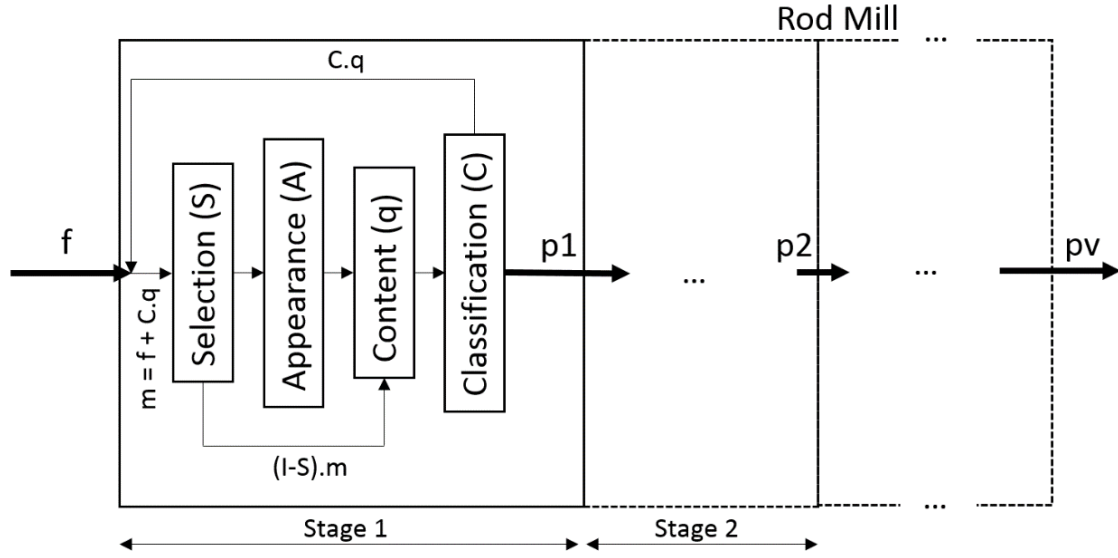 Rod Mill
...
C.q
Selection (S)
Appearance (A)
Content (q)
Classification (C)
f
p1
p2
pv
...
...
m = f + C.q
(I-S).m
...
Stage 1
Stage 2